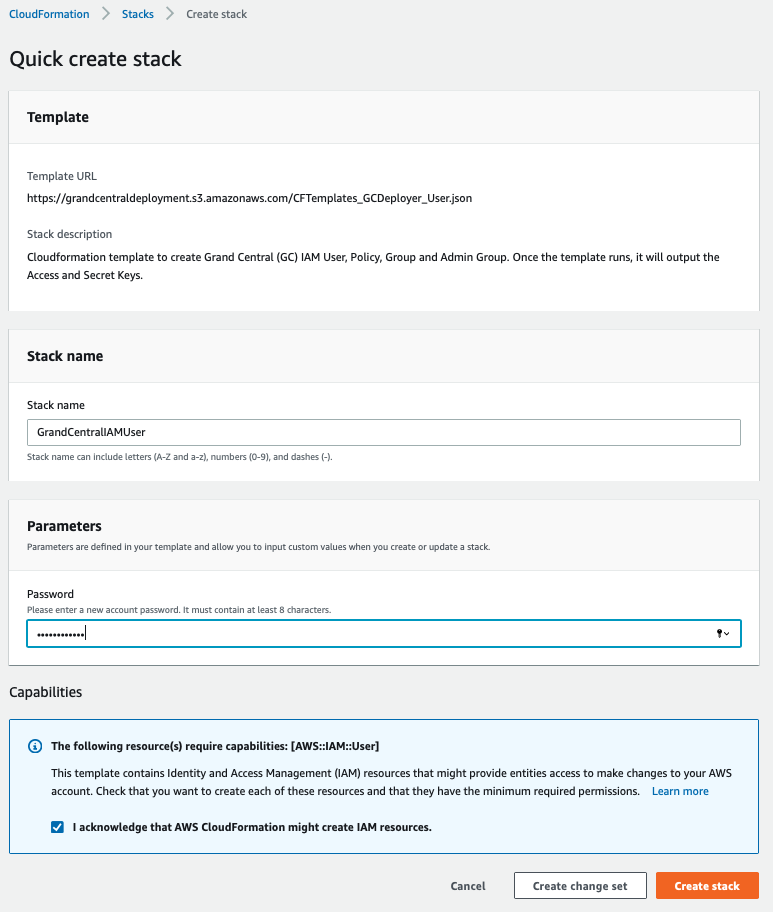 CloudFormation > Stacks > Create stack
Quick create stack
Template
Template URL
https://grandcentraldeployment.s3.amazonaws.com/CFTemplates_GCDeployer_User.json
Stack description
Cloudformation template to create Grand Central (GC) IAM User, Policy, Group and Admin Group. Once the template runs, it will output the
Access and Secret Keys.
Stack name
Stack name
GrandCentralIAMUser
Stack name can include letters (A-Z and a-z), numbers (0-9), and dashes (-).
Parameters
Parameters are defined in your template and allow you to input custom values when you create or update a stack.
Password
Please enter a new account password. It must contain at least 8 characters.
••••••••••••
Capabilities
The following resource(s) require capabilities: [AWS::IAM::User]
This template contains Identity and Access Management (IAM) resources that might provide entities access to make changes to your AWS
account. Check that you want to create each of these resources and that they have the minimum required permissions. Learn more
I acknowledge that AWS CloudFormation might create IAM resources.
Cancel Create change set Create stack